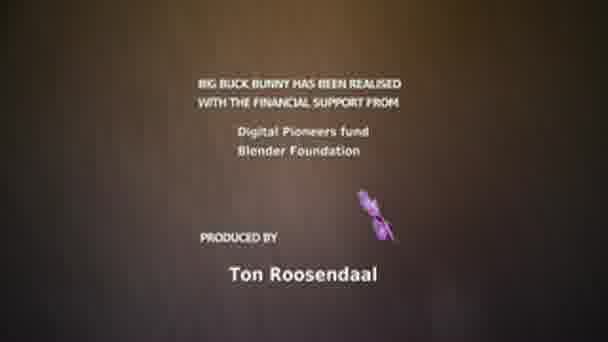 BIG BUCK BUNNY HAS BEEN REALISED
WITH THE FINANCIAL SUPPORT FROM
Digital Pioneers fund
Blender Foundation
PRODUCED BY
Ton Roosendaal